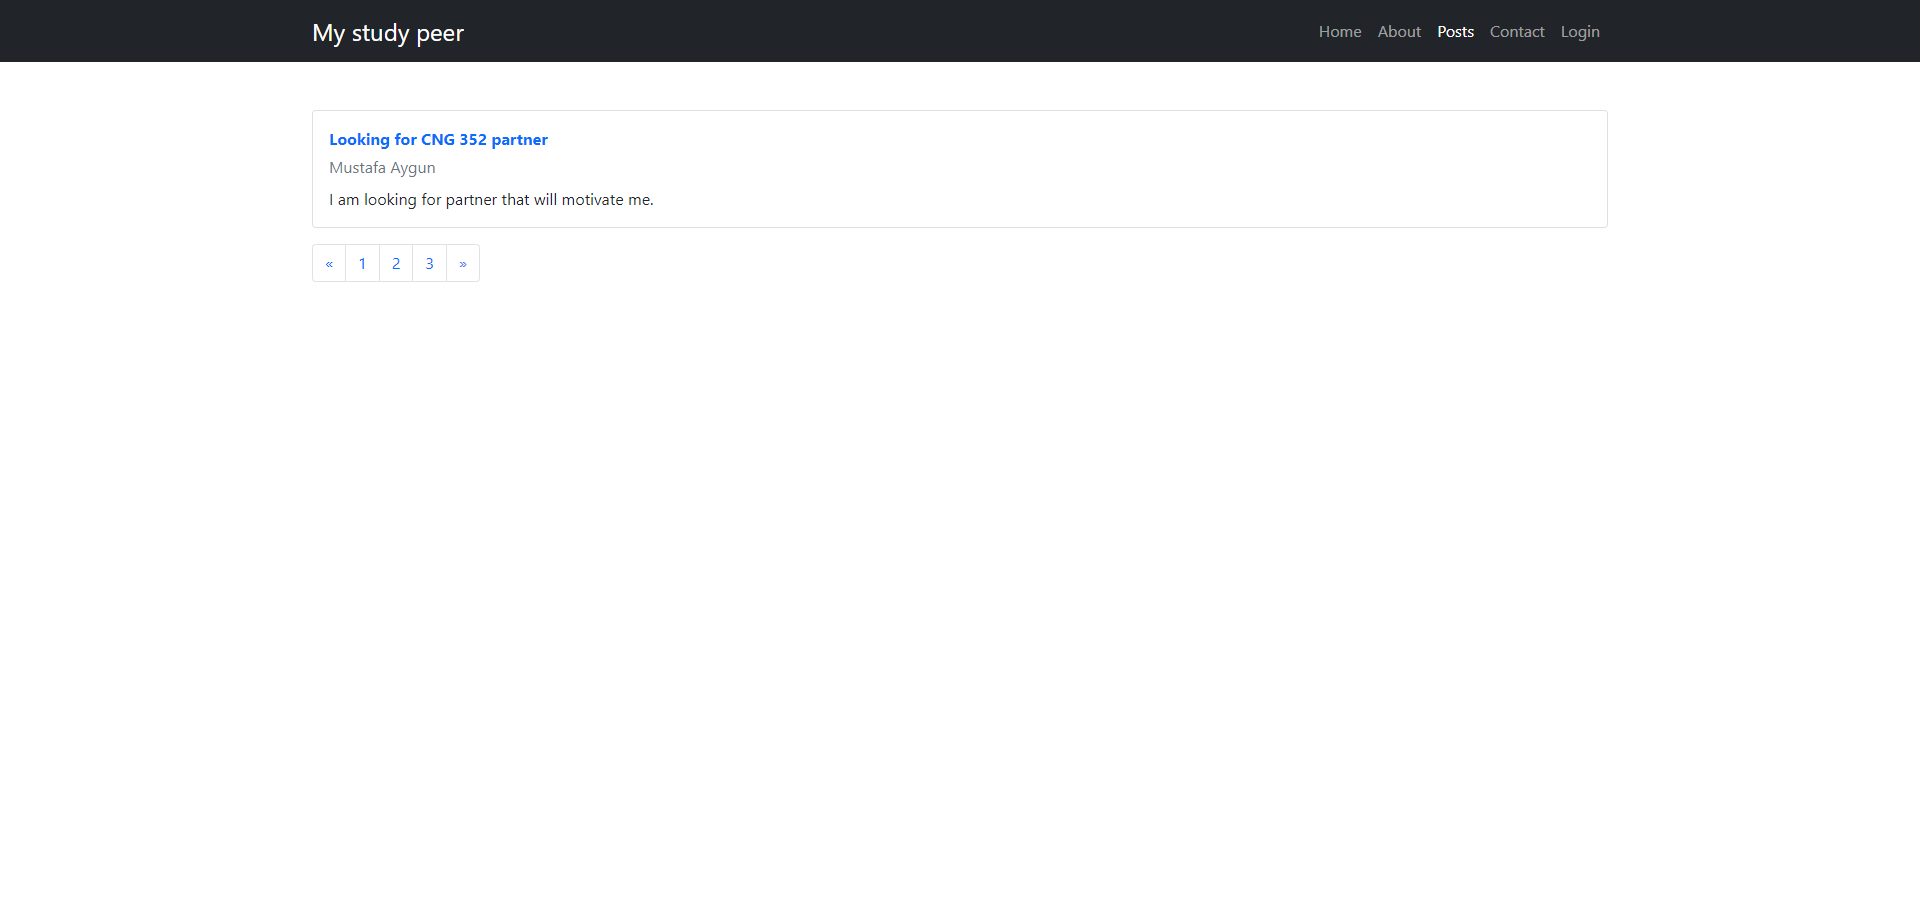 My study peer
Home About Posts Contact Login
Looking for CNG 352 partner
Mustafa Aygun
I am looking for partner that will motivate me.
« 1 2 3 »